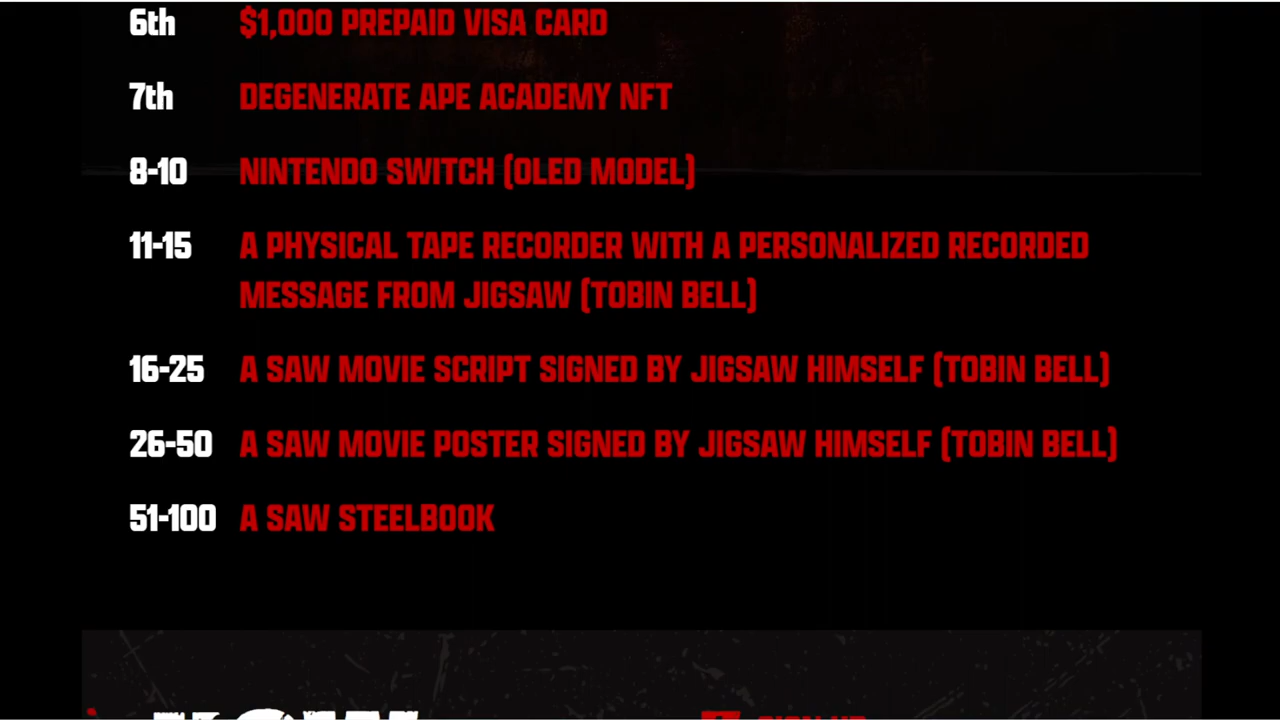 6th $1,000 PREPAID VISA CARD
7th DEGENERATE APE ACADEMY NFT
8-10 NINTENDO SWITCH (OLED MODEL)
11-15 A PHYSICAL TAPE RECORDER WITH A PERSONALIZED RECORDED
MESSAGE FROM JIGSAW (TOBIN BELL)
16-25 A SAW MOVIE SCRIPT SIGNED BY JIGSAW HIMSELF (TOBIN BELL)
26-50 A SAW MOVIE POSTER SIGNED BY JIGSAW HIMSELF (TOBIN BELL)
51-100 A SAW STEELBOOK